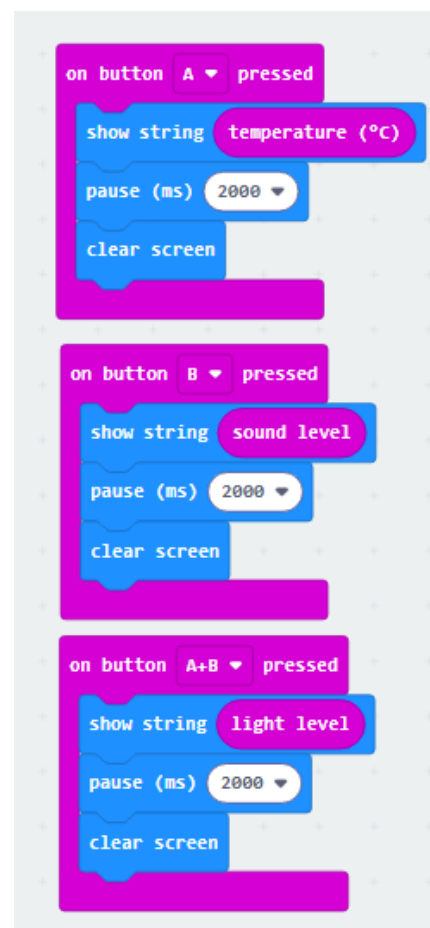 on button A pressed
show string temperature (°C)
pause (ms) 2000
clear screen
on button B pressed
show string sound level
pause (ms) 2000
clear screen
on button A+B pressed
show string light level
pause (ms) 2000
clear screen